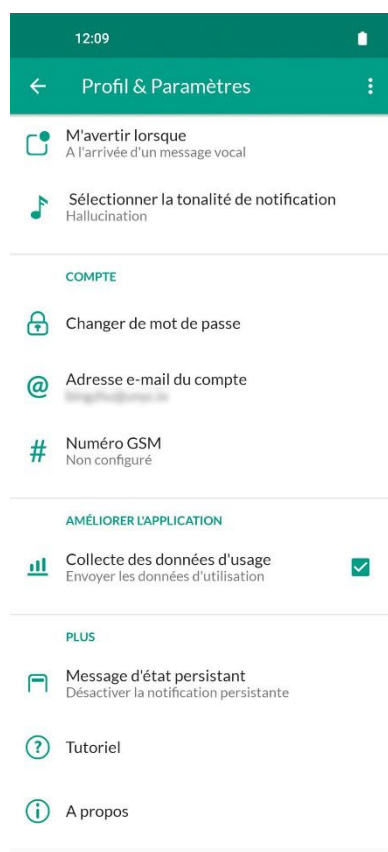 12:09
Profil & Paramètres
M'avertir lorsque
A l'arrivée d'un message vocal
Sélectionner la tonalité de notification
Hallucination
COMPTE
Changer de mot de passe
Adresse e-mail du compte
Numéro GSM
Non configuré
AMÉLIORER L'APPLICATION
Collecte des données d'usage
Envoyer les données d'utilisation
PLUS
Message d'état persistant
Désactiver la notification persistante
Tutoriel
A propos